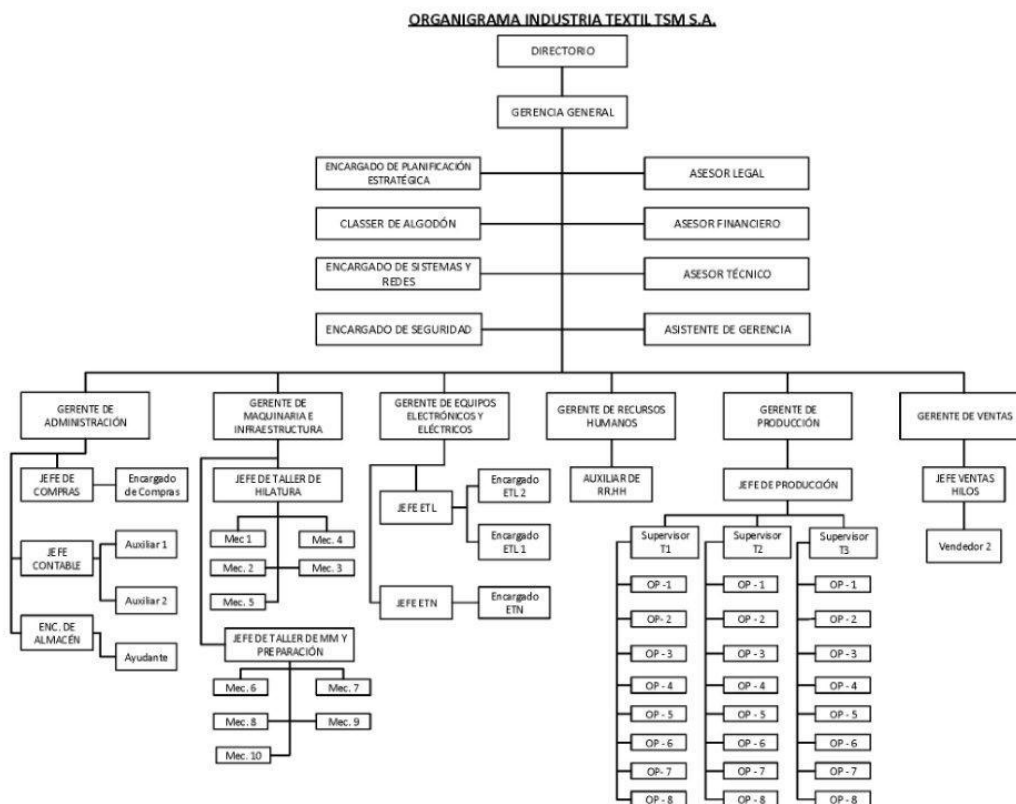 ORGANIGRAMA INDUSTRIA TEXTIL TSM S.A.
DIRECTORIO
GERENCIA GENERAL
ENCARGADO DE PLANIFICACIÓN
ESTRATÉGICA
ASESOR LEGAL
CLASSER DE ALGODÓN
ASESOR FINANCIERO
ENCARGADO DE SISTEMAS Y
REDES
ASESOR TÉCNICO
ENCARGADO DE SEGURIDAD
ASISTENTE DE GERENCIA
GERENTE DE
ADMINISTRACIÓN
GERENTE DE
MAQUINARIA E
INFRAESTRUCTURA
GERENTE DE EQUIPOS
ELECTRÓNICOS Y
ELÉCTRICOS
GERENTE DE RECURSOS
HUMANOS
GERENTE DE
PRODUCCIÓN
GERENTE DE VENTAS
JEFE DE
COMPRAS
Encargado
de Compras
JEFE
CONTABLE
Auxiliar 1
Auxiliar 2
ENC. DE
ALMACÉN
Ayudante
JEFE DE TALLER DE
HILATURA
Mec 1
Mec. 4
Mec. 2
Mec. 3
Mec. 5
JEFE DE TALLER DE MM Y
PREPARACIÓN
Mec. 6
Mec. 7
Mec. 8
Mec. 9
Mec. 10
JEFE ETL
Encargado
ETL 2
Encargado
ETL 1
JEFE ETN
Encargado
ETN
AUXILIAR DE
RR.HH
JEFE DE PRODUCCIÓN
Supervisor
T1
OP -1
OP- 2
OP - 3
OP - 4
OP - 5
OP - 6
OP- 7
OP - 8
Supervisor
T2
OP - 1
OP - 2
OP - 3
OP - 4
OP - 5
OP - 6
OP - 7
OP - 8
Supervisor
T3
OP - 1
OP - 2
OP - 3
OP - 4
OP - 5
OP - 6
OP - 7
OP - 8
JEFE VENTAS
HILOS
Vendedor 2